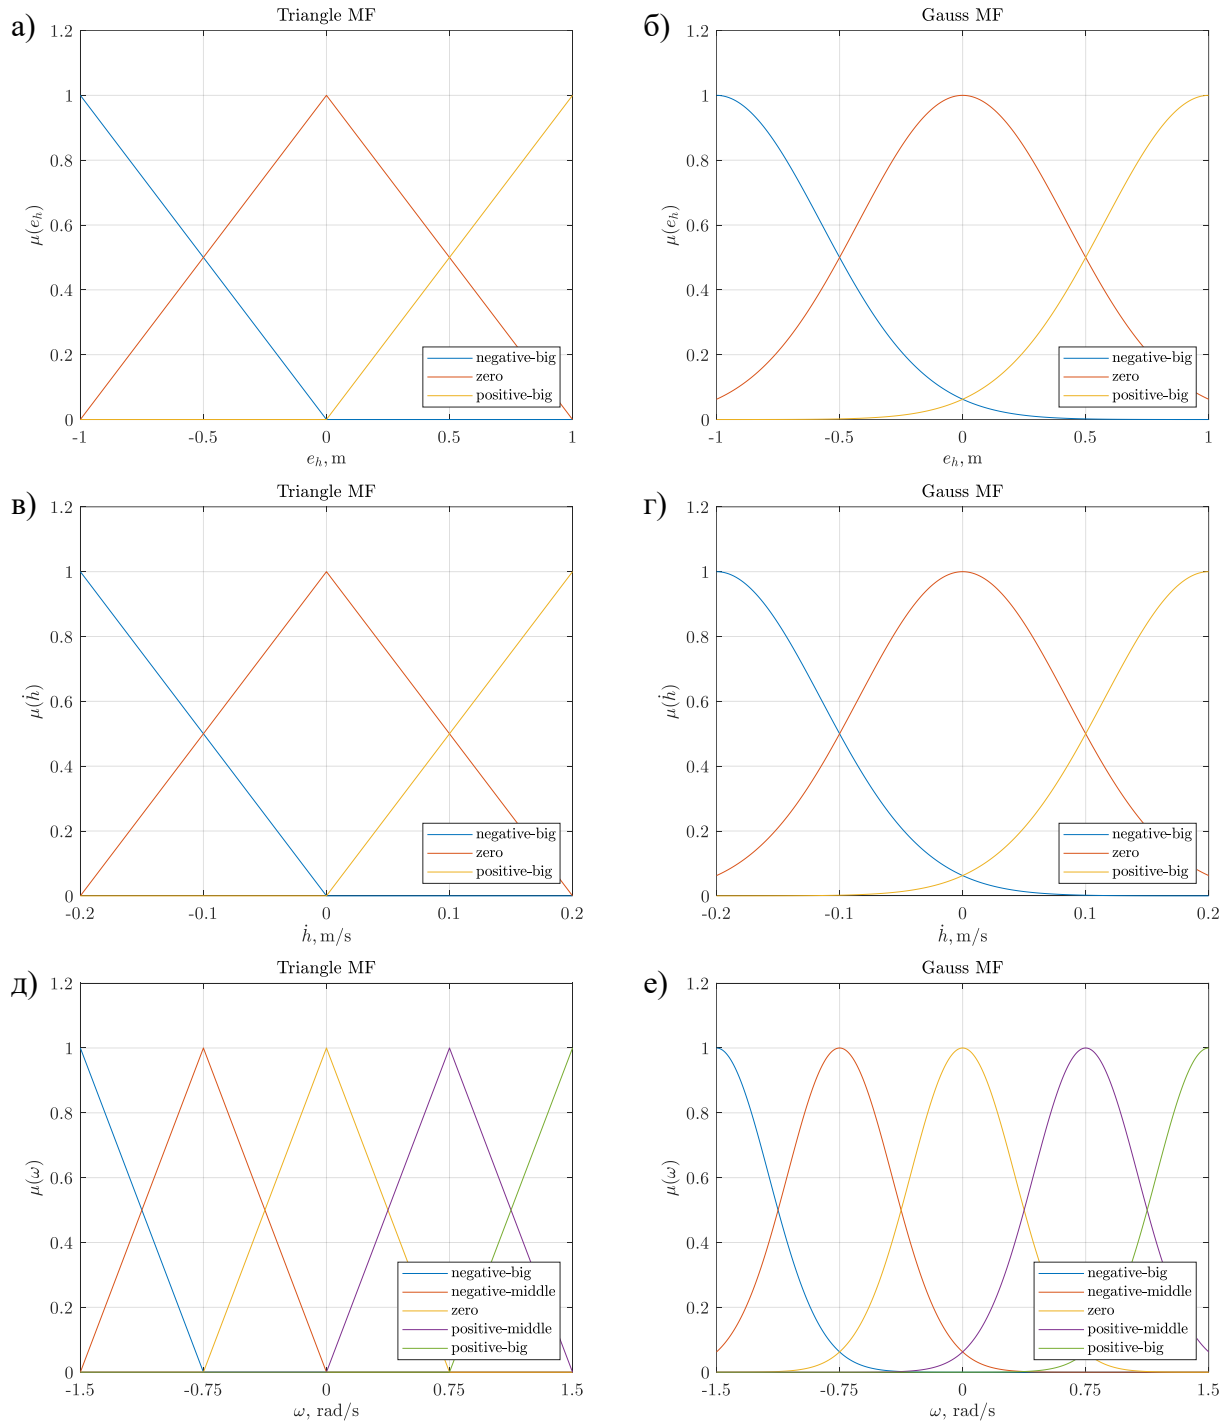 а)
Triangle MF
1.2
1
0.8
0.6
0.4
0.2
0
μ(e_h)
negative-big
zero
positive-big
-1 -0.5 0 0.5 1
e_h, m
б)
Gauss MF
1.2
1
0.8
0.6
0.4
0.2
0
μ(e_h)
negative-big
zero
positive-big
-1 -0.5 0 0.5 1
e_h, m
в)
Triangle MF
1.2
1
0.8
0.6
0.4
0.2
0
μ(ḣ)
negative-big
zero
positive-big
-0.2 -0.1 0 0.1 0.2
ḣ, m/s
г)
Gauss MF
1.2
1
0.8
0.6
0.4
0.2
0
μ(ḣ)
negative-big
zero
positive-big
-0.2 -0.1 0 0.1 0.2
ḣ, m/s
д)
Triangle MF
1.2
1
0.8
0.6
0.4
0.2
0
μ(ω)
negative-big
negative-middle
zero
positive-middle
positive-big
-1.5 -0.75 0 0.75 1.5
ω, rad/s
е)
Gauss MF
1.2
1
0.8
0.6
0.4
0.2
0
μ(ω)
negative-big
negative-middle
zero
positive-middle
positive-big
-1.5 -0.75 0 0.75 1.5
ω, rad/s